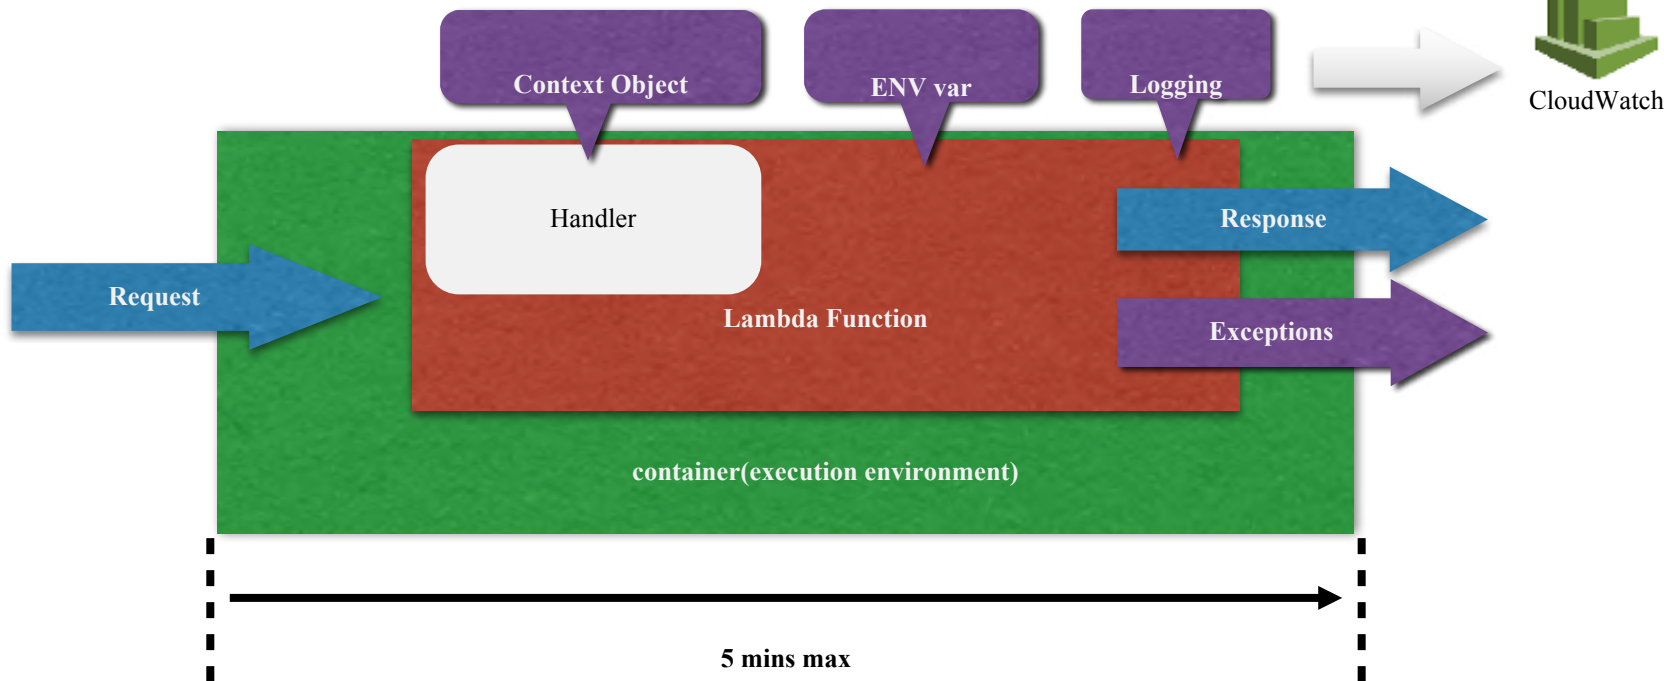 Context Object
ENV var
Logging
CloudWatch
Handler
Response
Request
Lambda Function
Exceptions
container(execution environment)
5 mins max